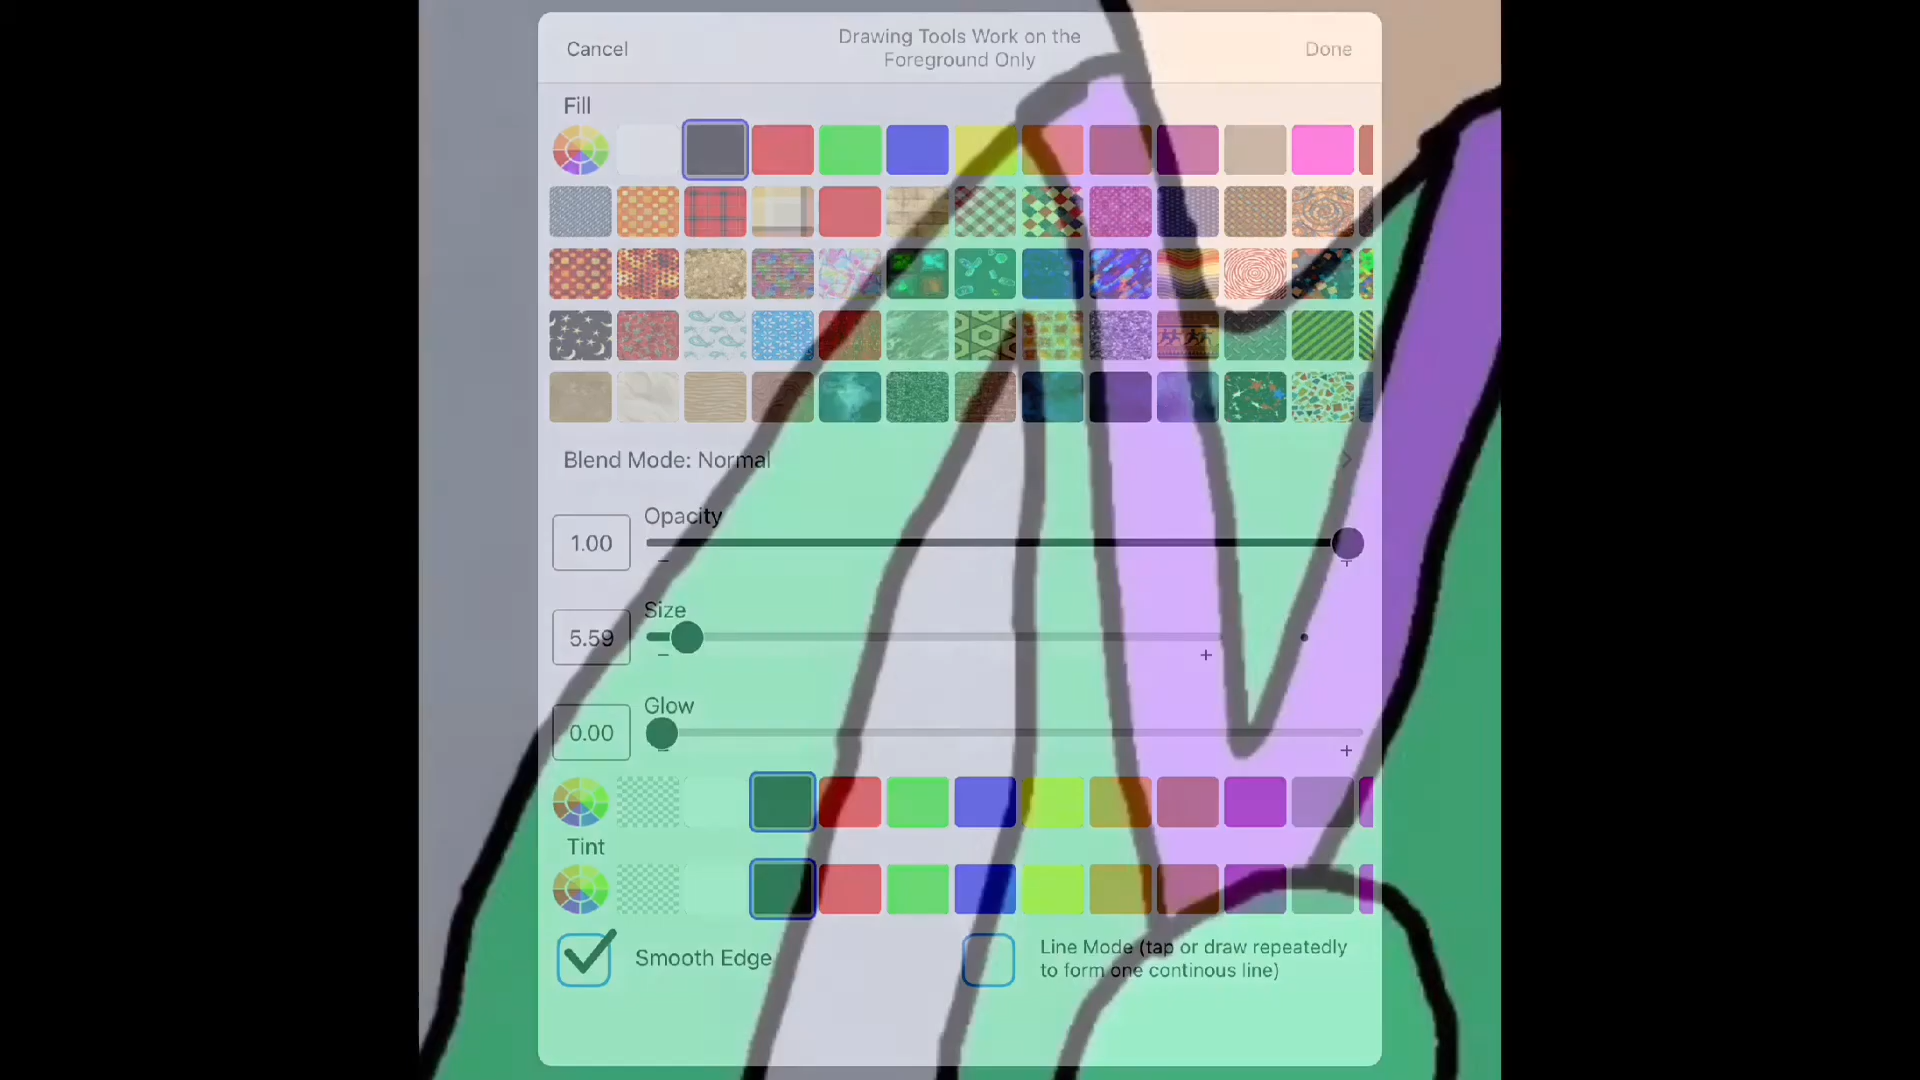 Cancel
Drawing Tools Work on the
Foreground Only
Done
Fill
Blend Mode: Normal
Opacity
1.00
Size
5.59
Glow
0.00
Tint
Smooth Edge
Line Mode (tap or draw repeatedly
to form one continous line)